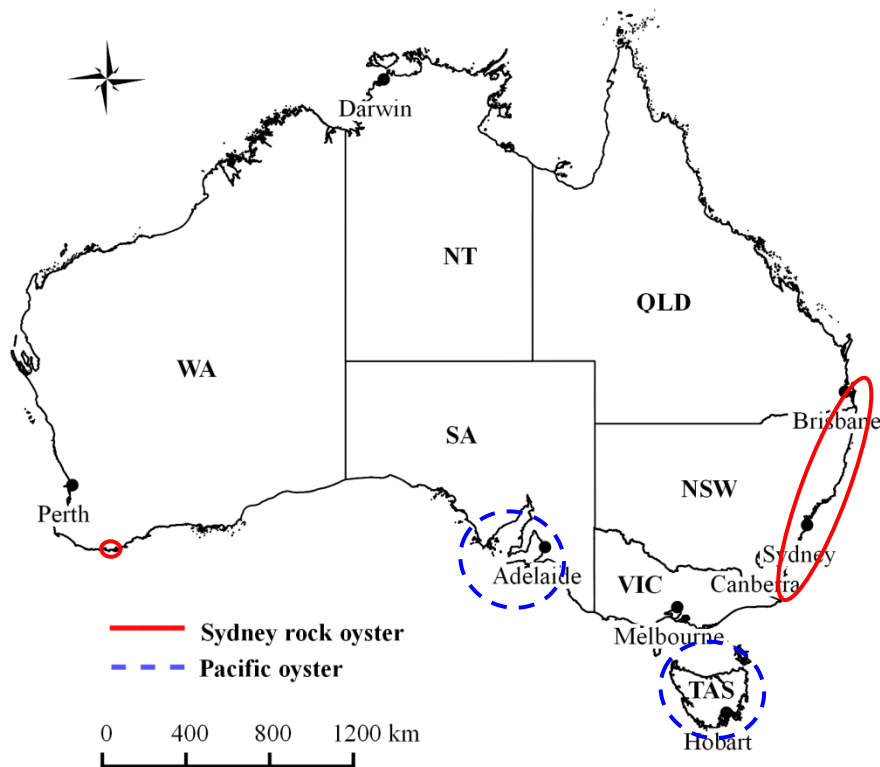 Darwin
NT
QLD
WA
Brisbane
SA
NSW
Perth
Sydney
Adelaide
VIC
Canberra
Melbourne
Sydney rock oyster
Pacific oyster
TAS
Hobart
0 400 800 1200 km